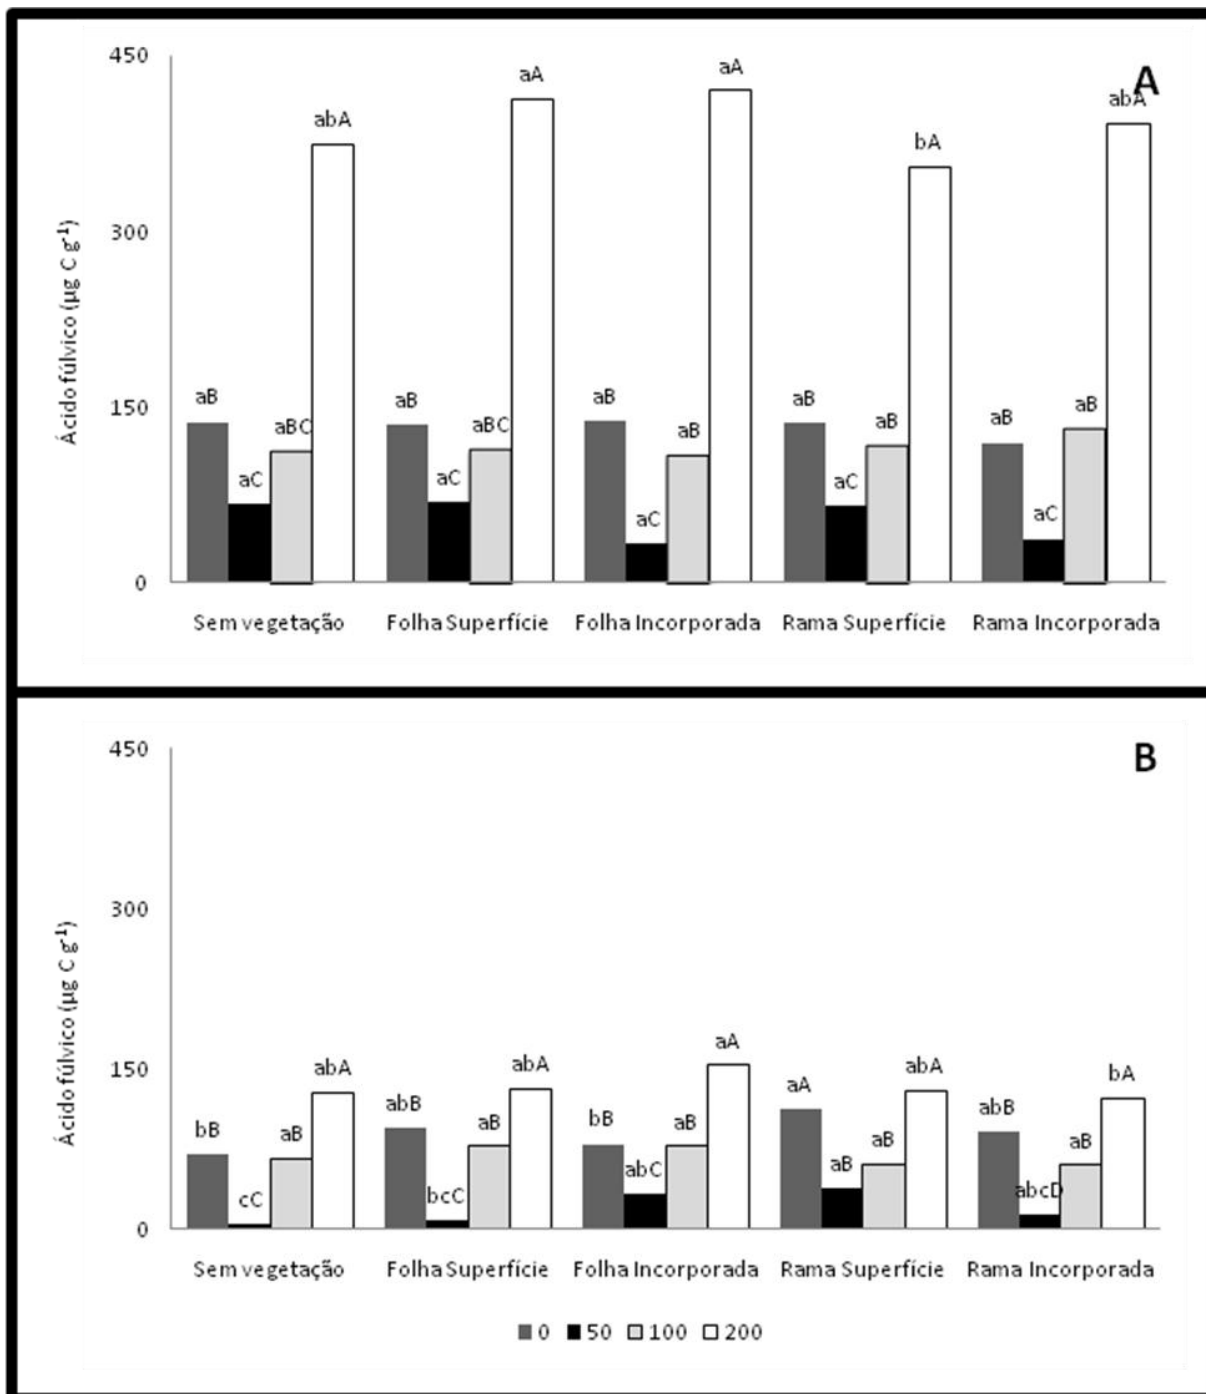 A
450
300
150
0
Ácido fúlvico (µg C g⁻¹)
aB aC aBC abA
aB aC aBC aA
aB aC aB aA
aB aC aB bA
aB aC aB abA
Sem vegetação Folha Superfície Folha Incorporada Rama Superfície Rama Incorporada
B
450
300
150
0
Ácido fúlvico (µg C g⁻¹)
bB cC aB abA
abB bcC aB abA
bB abC aB aA
aA aB aB abA
abB abcD aB bA
Sem vegetação Folha Superfície Folha Incorporada Rama Superfície Rama Incorporada
0 50 100 200